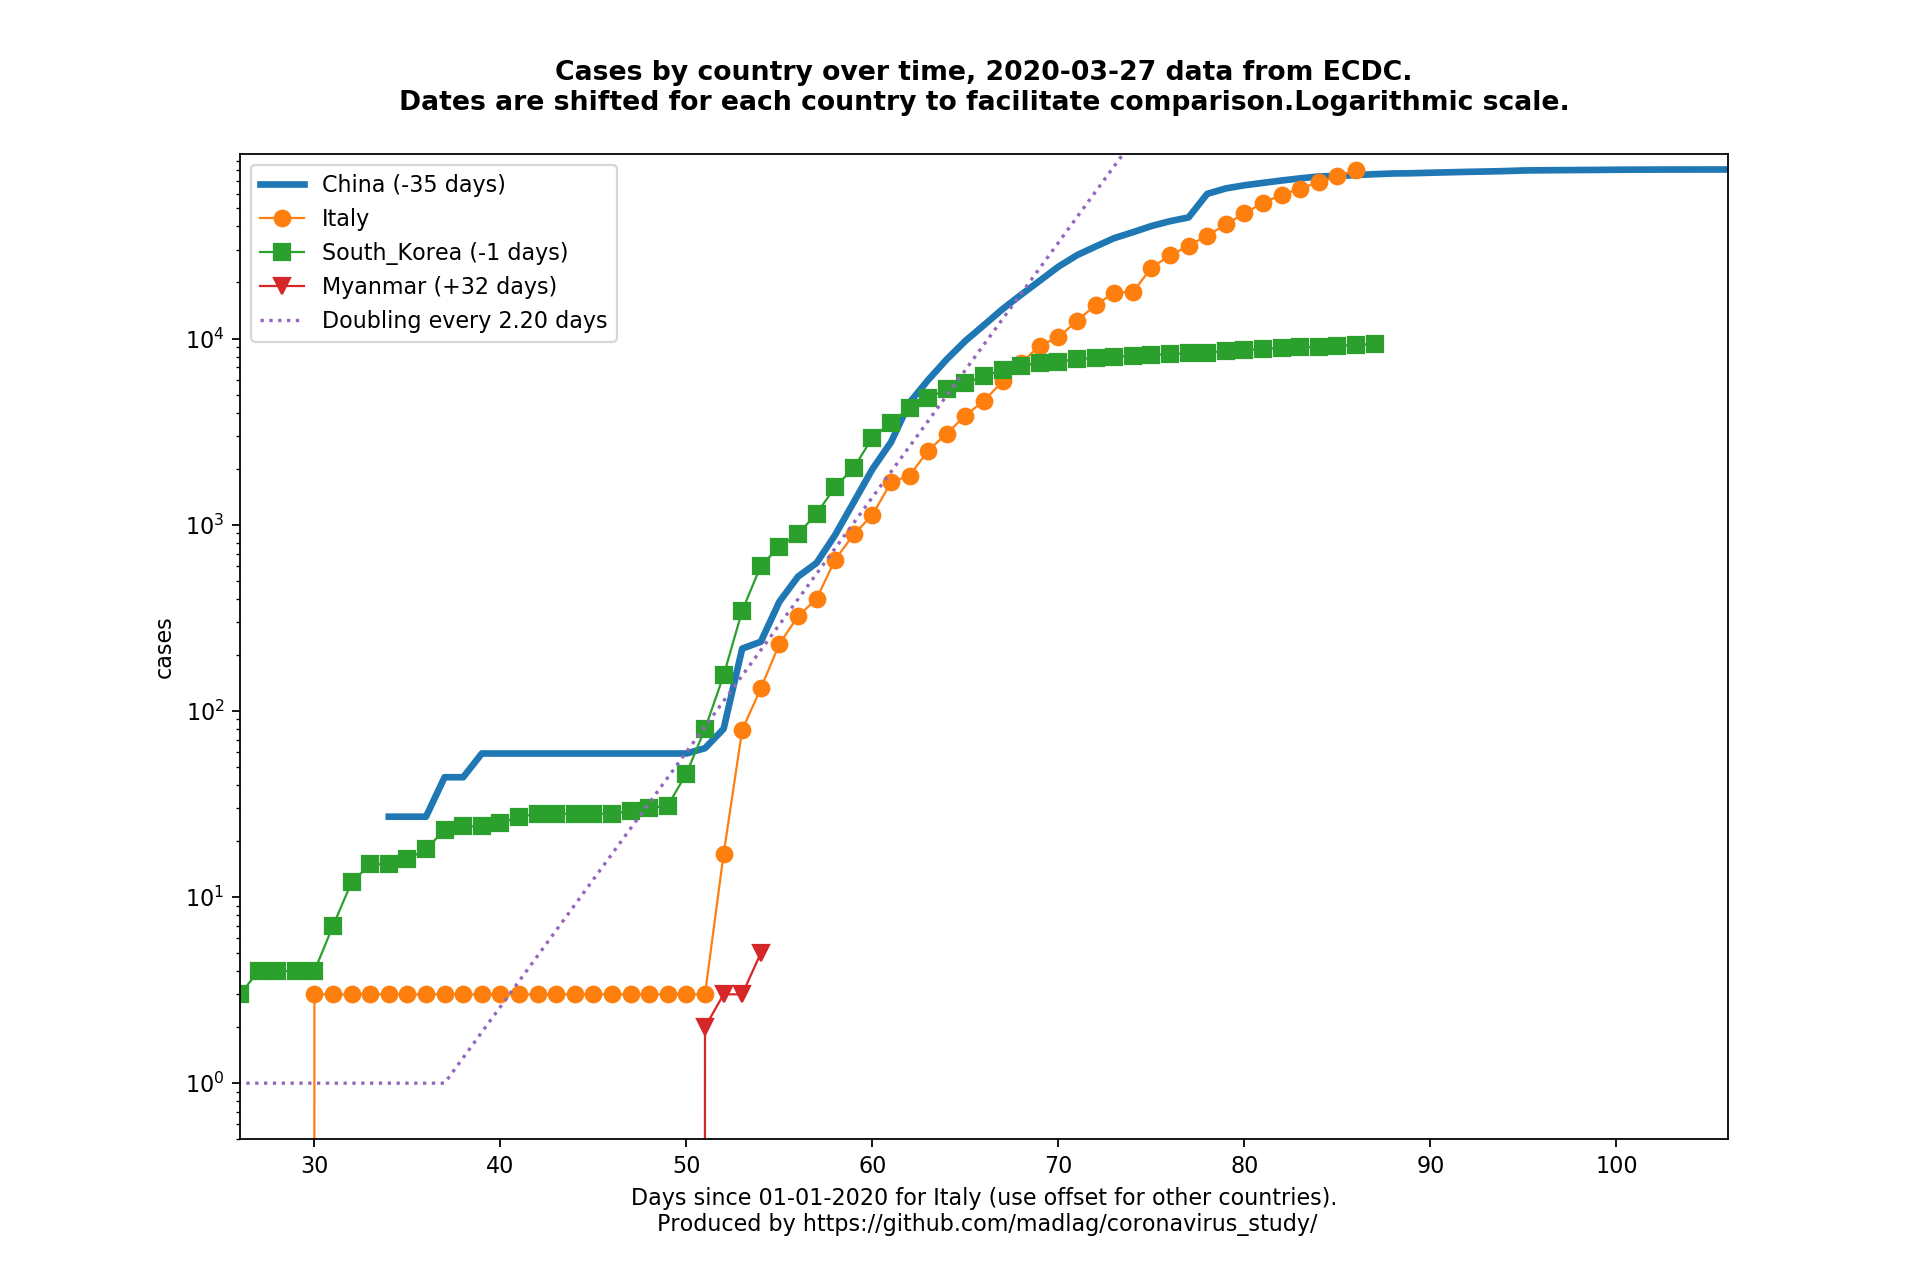 Cases by country over time, 2020-03-27 data from ECDC.
Dates are shifted for each country to facilitate comparison.Logarithmic scale.
China (-35 days)
Italy
South_Korea (-1 days)
Myanmar (+32 days)
Doubling every 2.20 days
10⁴
10³
10²
10¹
10⁰
cases
30 40 50 60 70 80 90 100
Days since 01-01-2020 for Italy (use offset for other countries).
Produced by https://github.com/madlag/coronavirus_study/